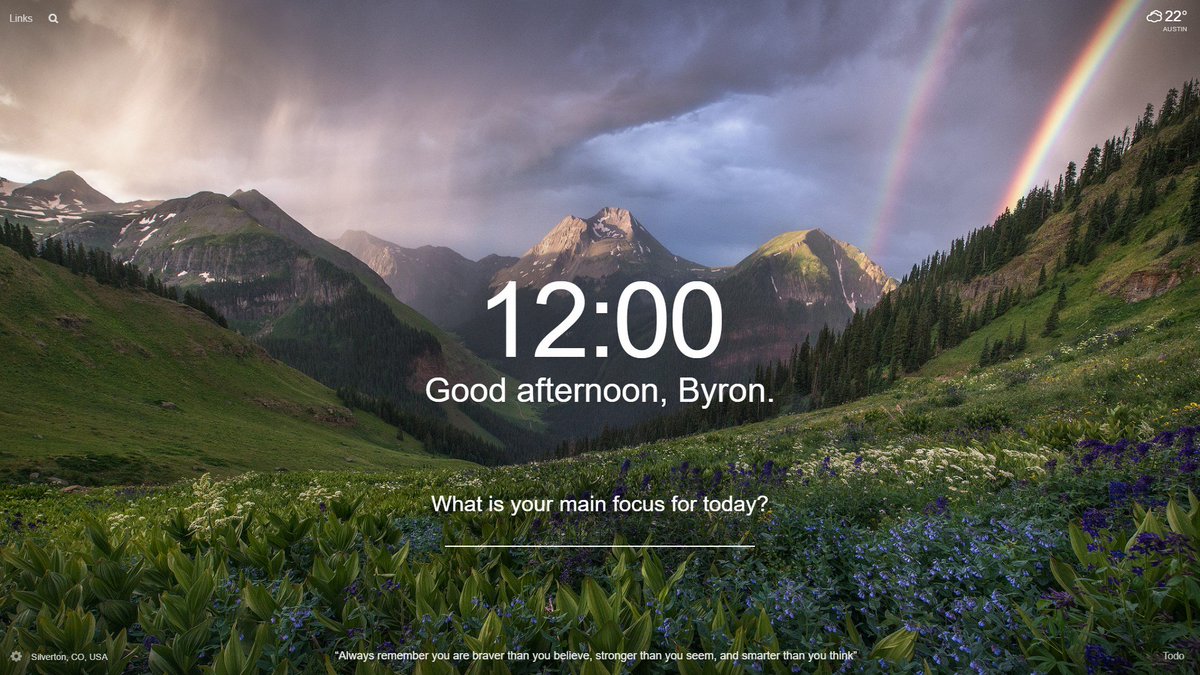 Links
22°
AUSTIN
12:00
Good afternoon, Byron.
What is your main focus for today?
Silverton, CO, USA
“Always remember you are braver than you believe, stronger than you seem, and smarter than you think”
Todo